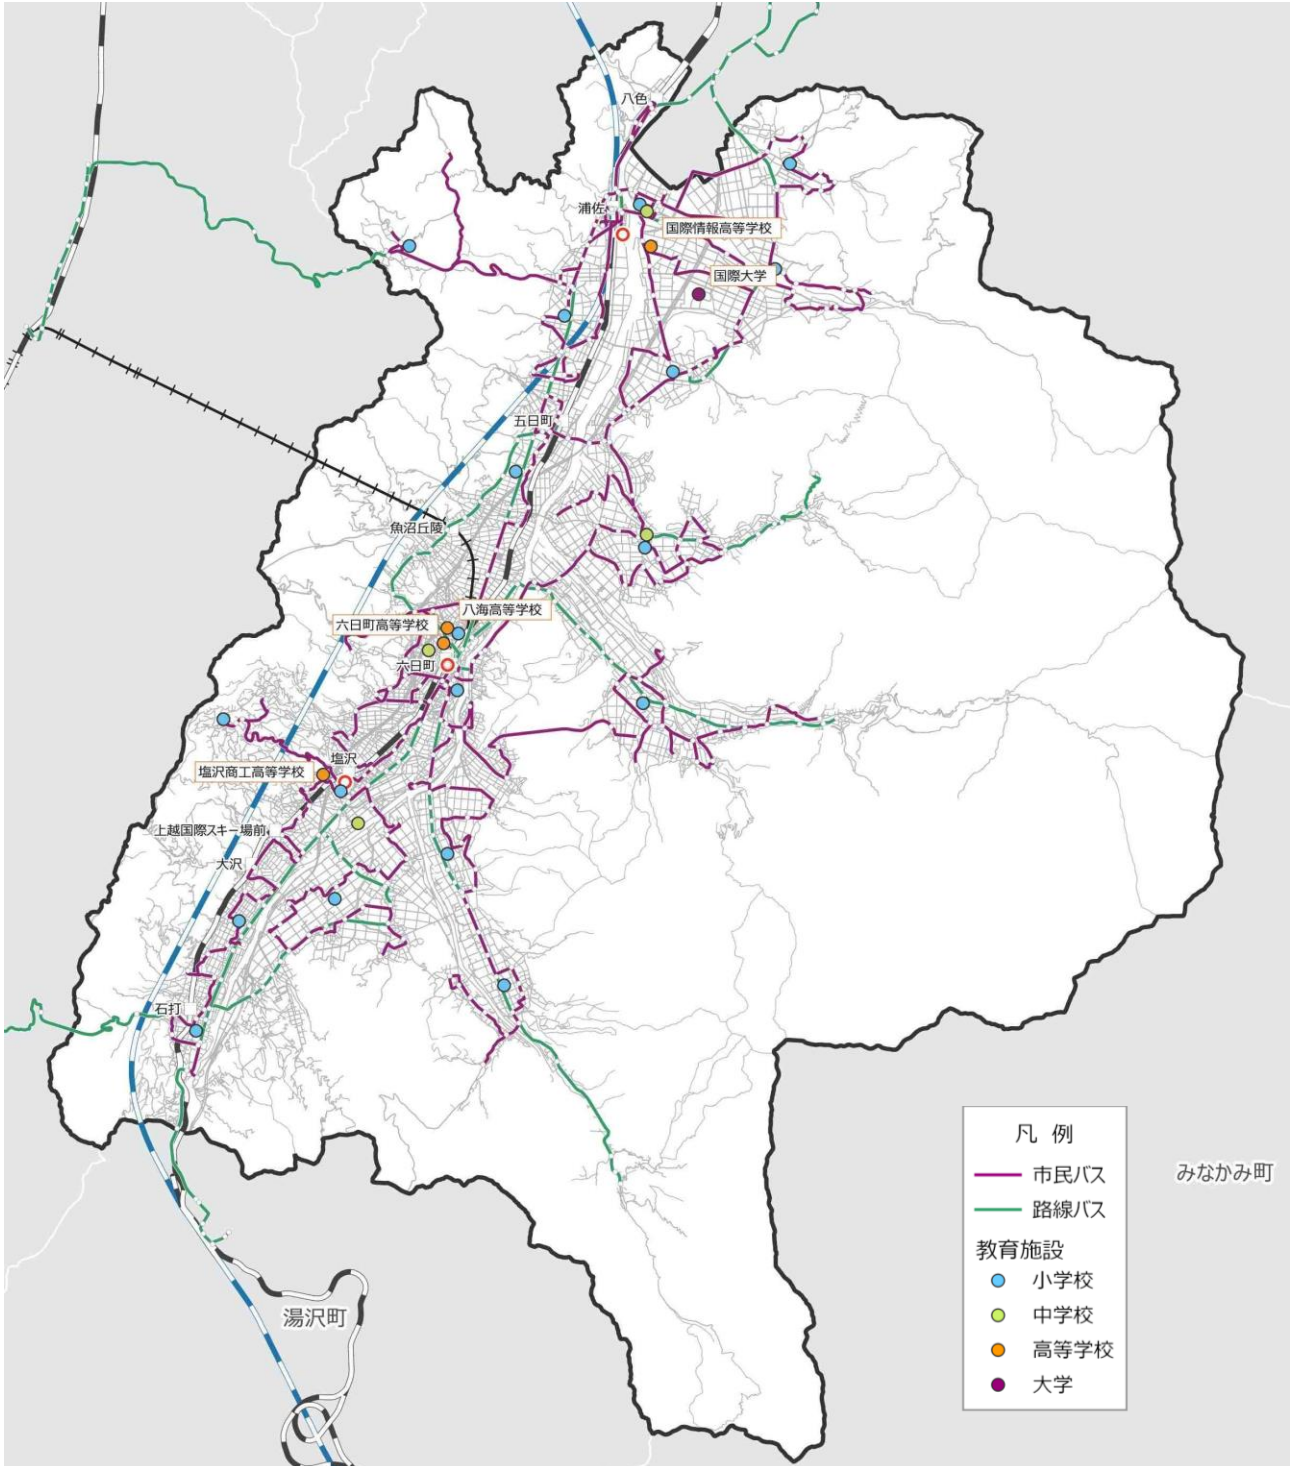 八色
浦佐
国際情報高等学校
国際大学
五日町
魚沼丘陵
八海高等学校
六日町高等学校
六日町
塩沢
塩沢商工高等学校
上越国際スキー場前
大沢
石打
湯沢町
みなかみ町
凡 例
市民バス
路線バス
教育施設
小学校
中学校
高等学校
大学